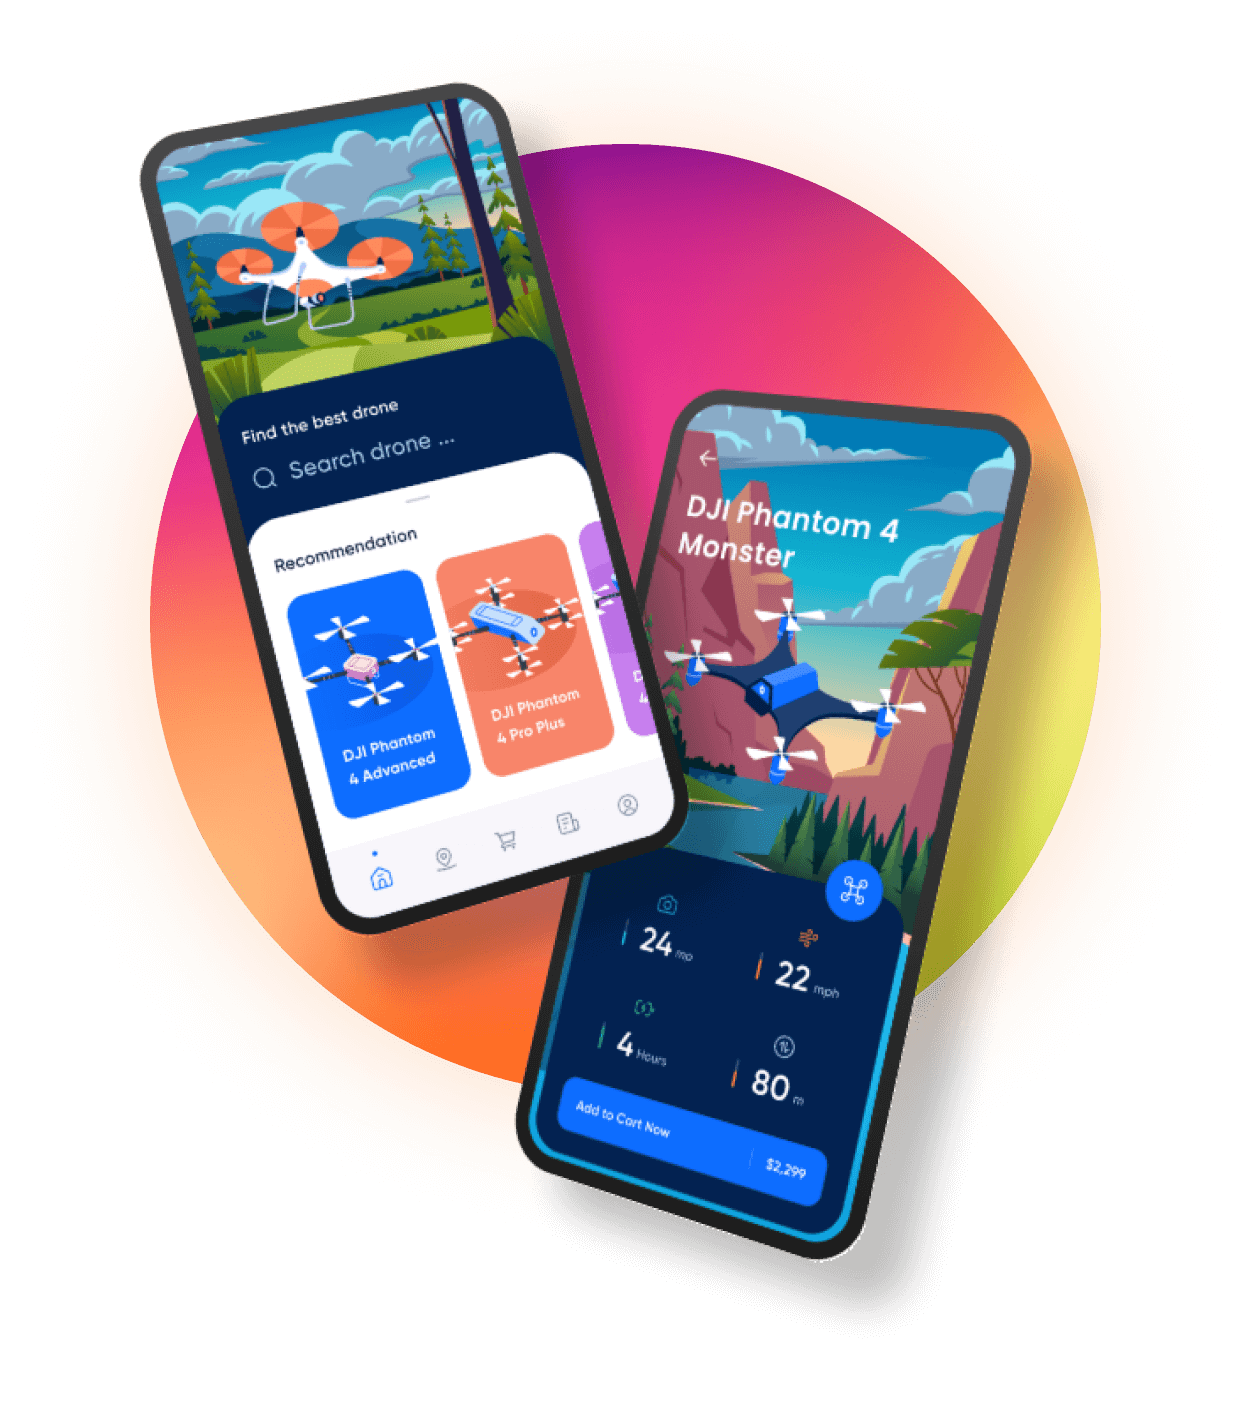 Find the best drone
Search drone ...
Recommendation
DJI Phantom
4 Advanced
DJI Phantom
4 Pro Plus
D
4
DJI Phantom 4
Monster
24 mp
22 mph
4 Hours
80 m
Add to Cart Now
$2,299